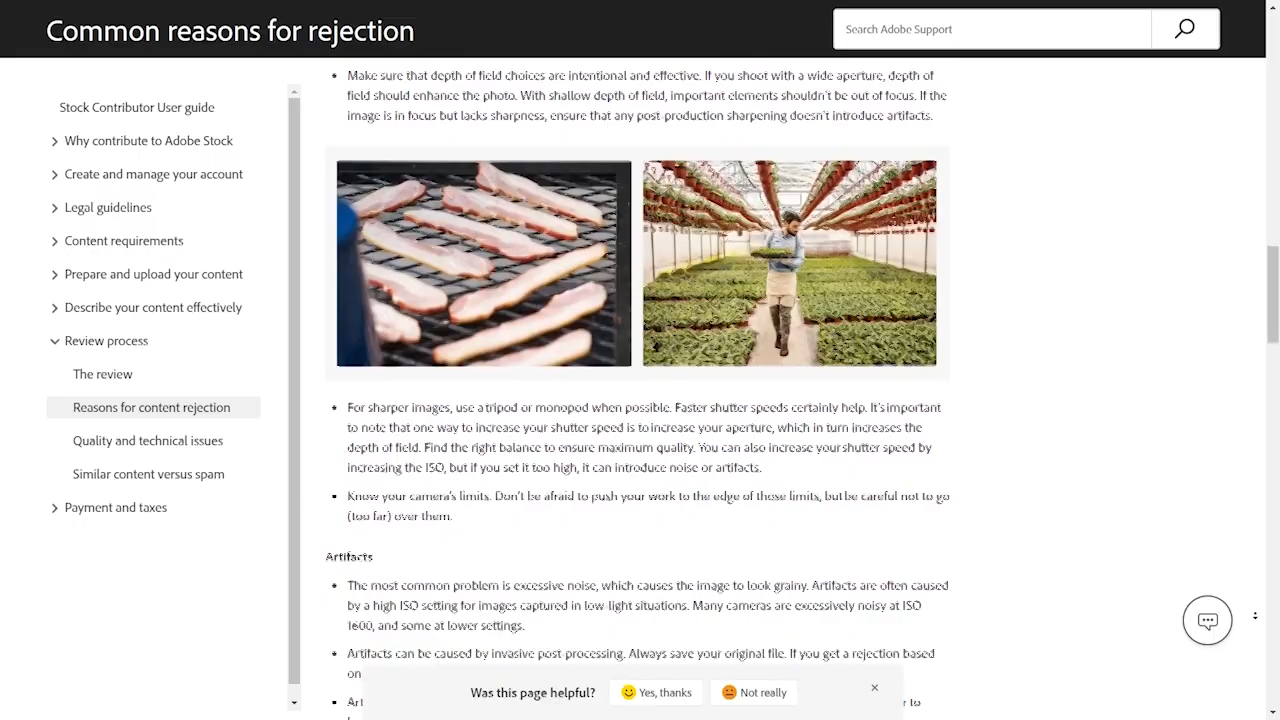 Common reasons for rejection
Search Adobe Support
Stock Contributor User guide
Why contribute to Adobe Stock
Create and manage your account
Legal guidelines
Content requirements
Prepare and upload your content
Describe your content effectively
Review process
The review
Reasons for content rejection
Quality and technical issues
Similar content versus spam
Payment and taxes
Make sure that depth of field choices are intentional and effective. If you shoot with a wide aperture, depth of
field should enhance the photo. With shallow depth of field, important elements shouldn't be out of focus. If the
image is in focus but lacks sharpness, ensure that any post-production sharpening doesn't introduce artifacts.
For sharper images, use a tripod or monopod when possible. Faster shutter speeds certainly help. It's important
to note that one way to increase your shutter speed is to increase your aperture, which in turn increases the
depth of field. Find the right balance to ensure maximum quality. You can also increase your shutter speed by
increasing the ISO, but if you set it too high, it can introduce noise or artifacts.
Know your camera's limits. Don't be afraid to push your work to the edge of those limits, but be careful not to go
(too far) over them.
Artifacts
The most common problem is excessive noise, which causes the image to look grainy. Artifacts are often caused
by a high ISO setting for images captured in low-light situations. Many cameras are excessively noisy at ISO
1600, and some at lower settings.
Artifacts can be caused by invasive post-processing. Always save your original file. If you get a rejection based
on
Was this page helpful?
Yes, thanks
Not really